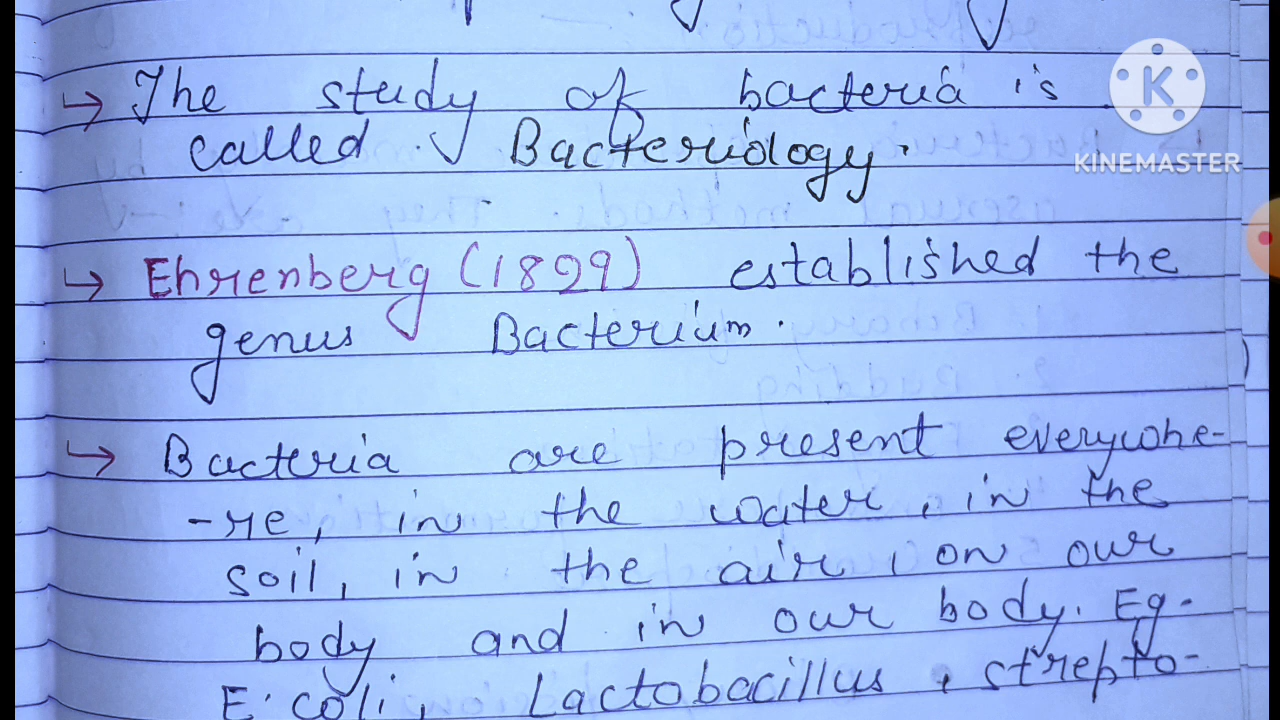 → The study of bacteria is
called Bacteriology.
K
KINEMASTER
→ Ehrenberg (1829) established the
genus Bacterium.
→ Bacteria are present everywhe-
-re, in the water, in the
soil, in the air, on our
body and in our body. Eg-
E. coli, Lactobacillus, strepto-